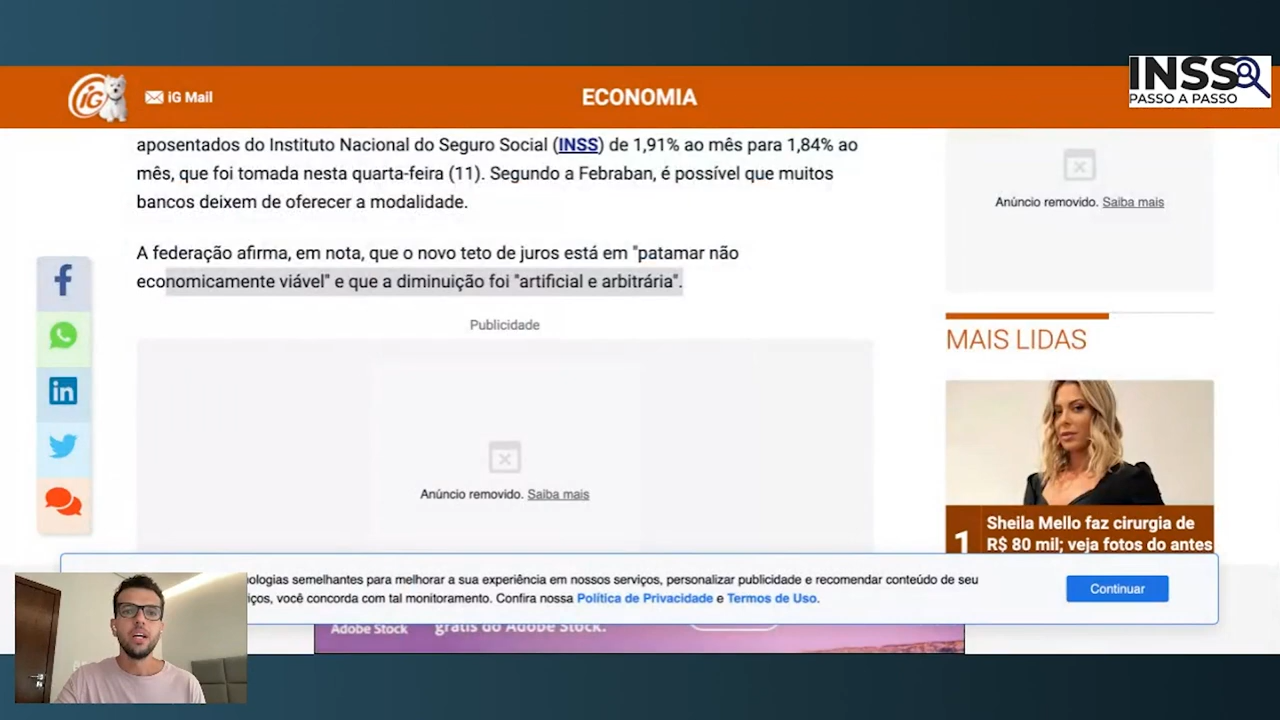 INSS
PASSO A PASSO
iG
iG Mail
ECONOMIA
aposentados do Instituto Nacional do Seguro Social (INSS) de 1,91% ao mês para 1,84% ao
mês, que foi tomada nesta quarta-feira (11). Segundo a Febraban, é possível que muitos
bancos deixem de oferecer a modalidade.
A federação afirma, em nota, que o novo teto de juros está em "patamar não
economicamente viável" e que a diminuição foi "artificial e arbitrária".
Publicidade
Anúncio removido. Saiba mais
Anúncio removido. Saiba mais
MAIS LIDAS
1
Sheila Mello faz cirurgia de
R$ 80 mil; veja fotos do antes
semelhantes para melhorar a sua experiência em nossos serviços, personalizar publicidade e recomendar conteúdo de seu
você concorda com tal monitoramento. Confira nossa Política de Privacidade e Termos de Uso.
Continuar
Adobe Stock
grátis do Adobe Stock.